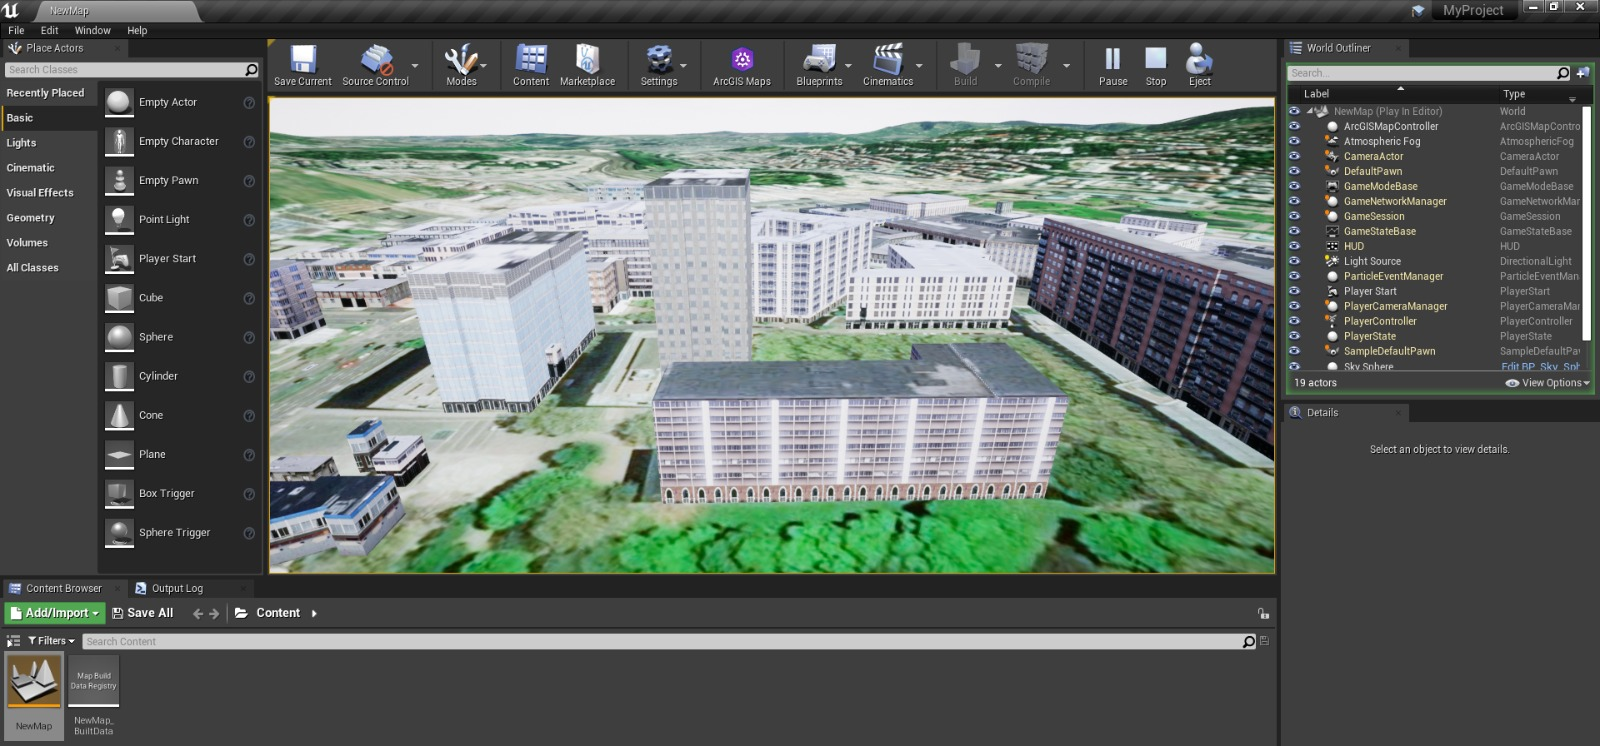 NewMap
MyProject
File Edit Window Help
Place Actors
Search Classes
Recently Placed
Basic
Lights
Cinematic
Visual Effects
Geometry
Volumes
All Classes
Empty Actor
Empty Character
Empty Pawn
Point Light
Player Start
Cube
Sphere
Cylinder
Cone
Plane
Box Trigger
Sphere Trigger
Save Current
Source Control
Modes
Content
Marketplace
Settings
ArcGIS Maps
Blueprints
Cinematics
Build
Compile
Pause
Stop
Eject
World Outliner
Search...
Label Type
NewMap (Play In Editor) World
ArcGISMapController ArcGISMapContro
Atmospheric Fog AtmosphericFog
CameraActor CameraActor
DefaultPawn DefaultPawn
GameModeBase GameModeBase
GameNetworkManager GameNetworkMar
GameSession GameSession
GameStateBase GameStateBase
HUD HUD
Light Source DirectionalLight
ParticleEventManager ParticleEventMan
Player Start PlayerStart
PlayerCameraManager PlayerCameraMar
PlayerController PlayerController
PlayerState PlayerState
SampleDefaultPawn SampleDefaultPa
Sky Sphere Edit BP_Sky_Sph
19 actors View Options
Details
Select an object to view details.
Content Browser Output Log
Add/Import Save All Content
Filters Search Content
Map Build
Data Registry
NewMap
NewMap_
BuiltData